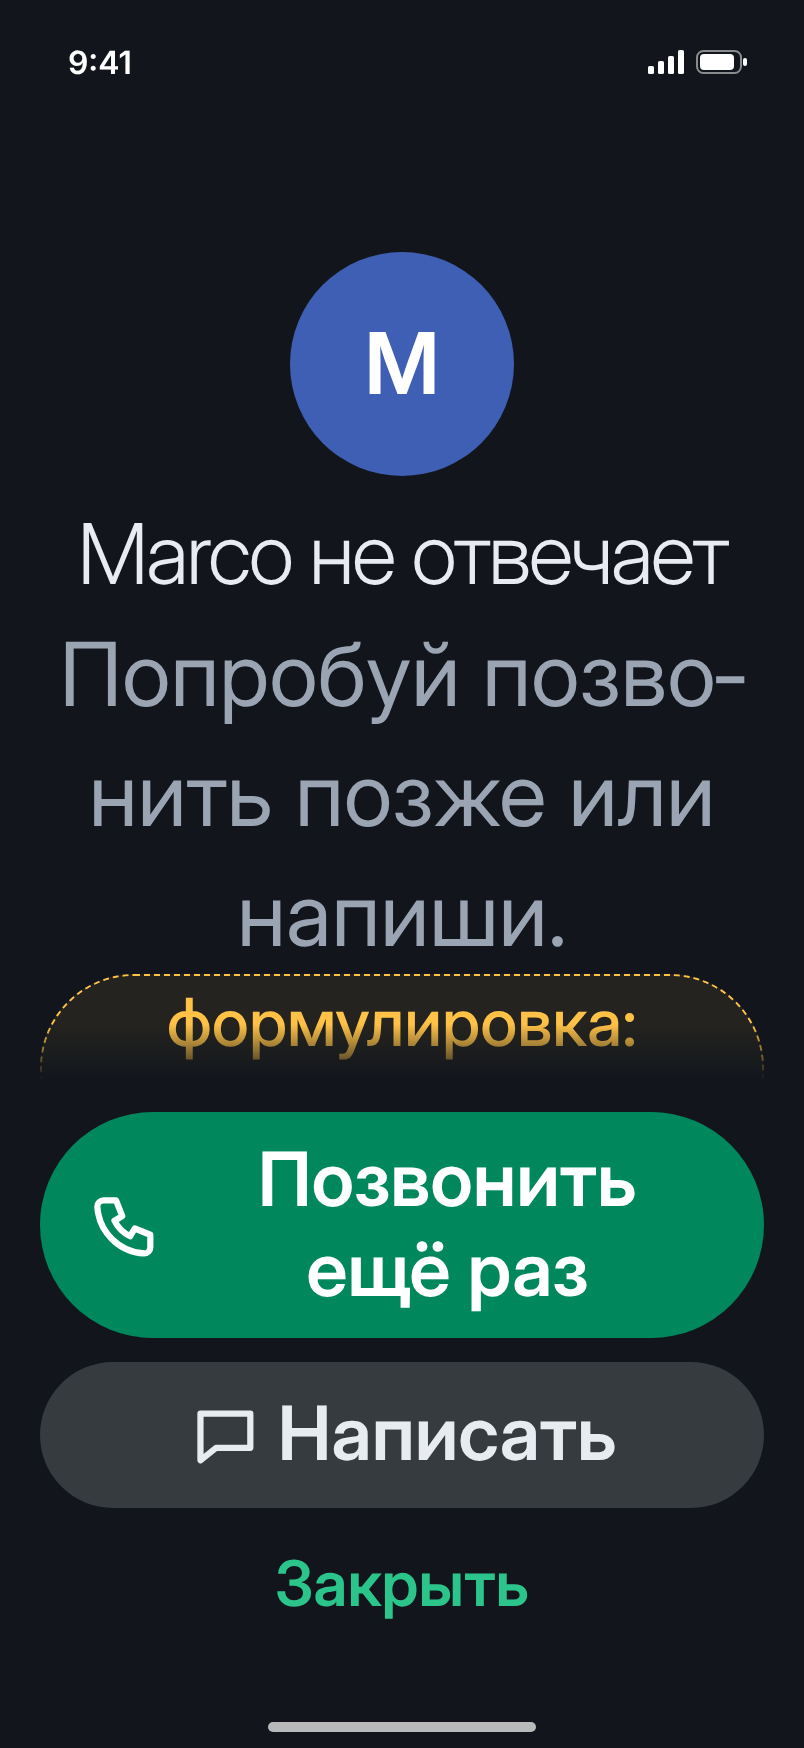 9:41
M
Marco не отвечает
Попробуй позво-
нить позже или
напиши.
формулировка:
Позвонить
ещё раз
Написать
Закрыть